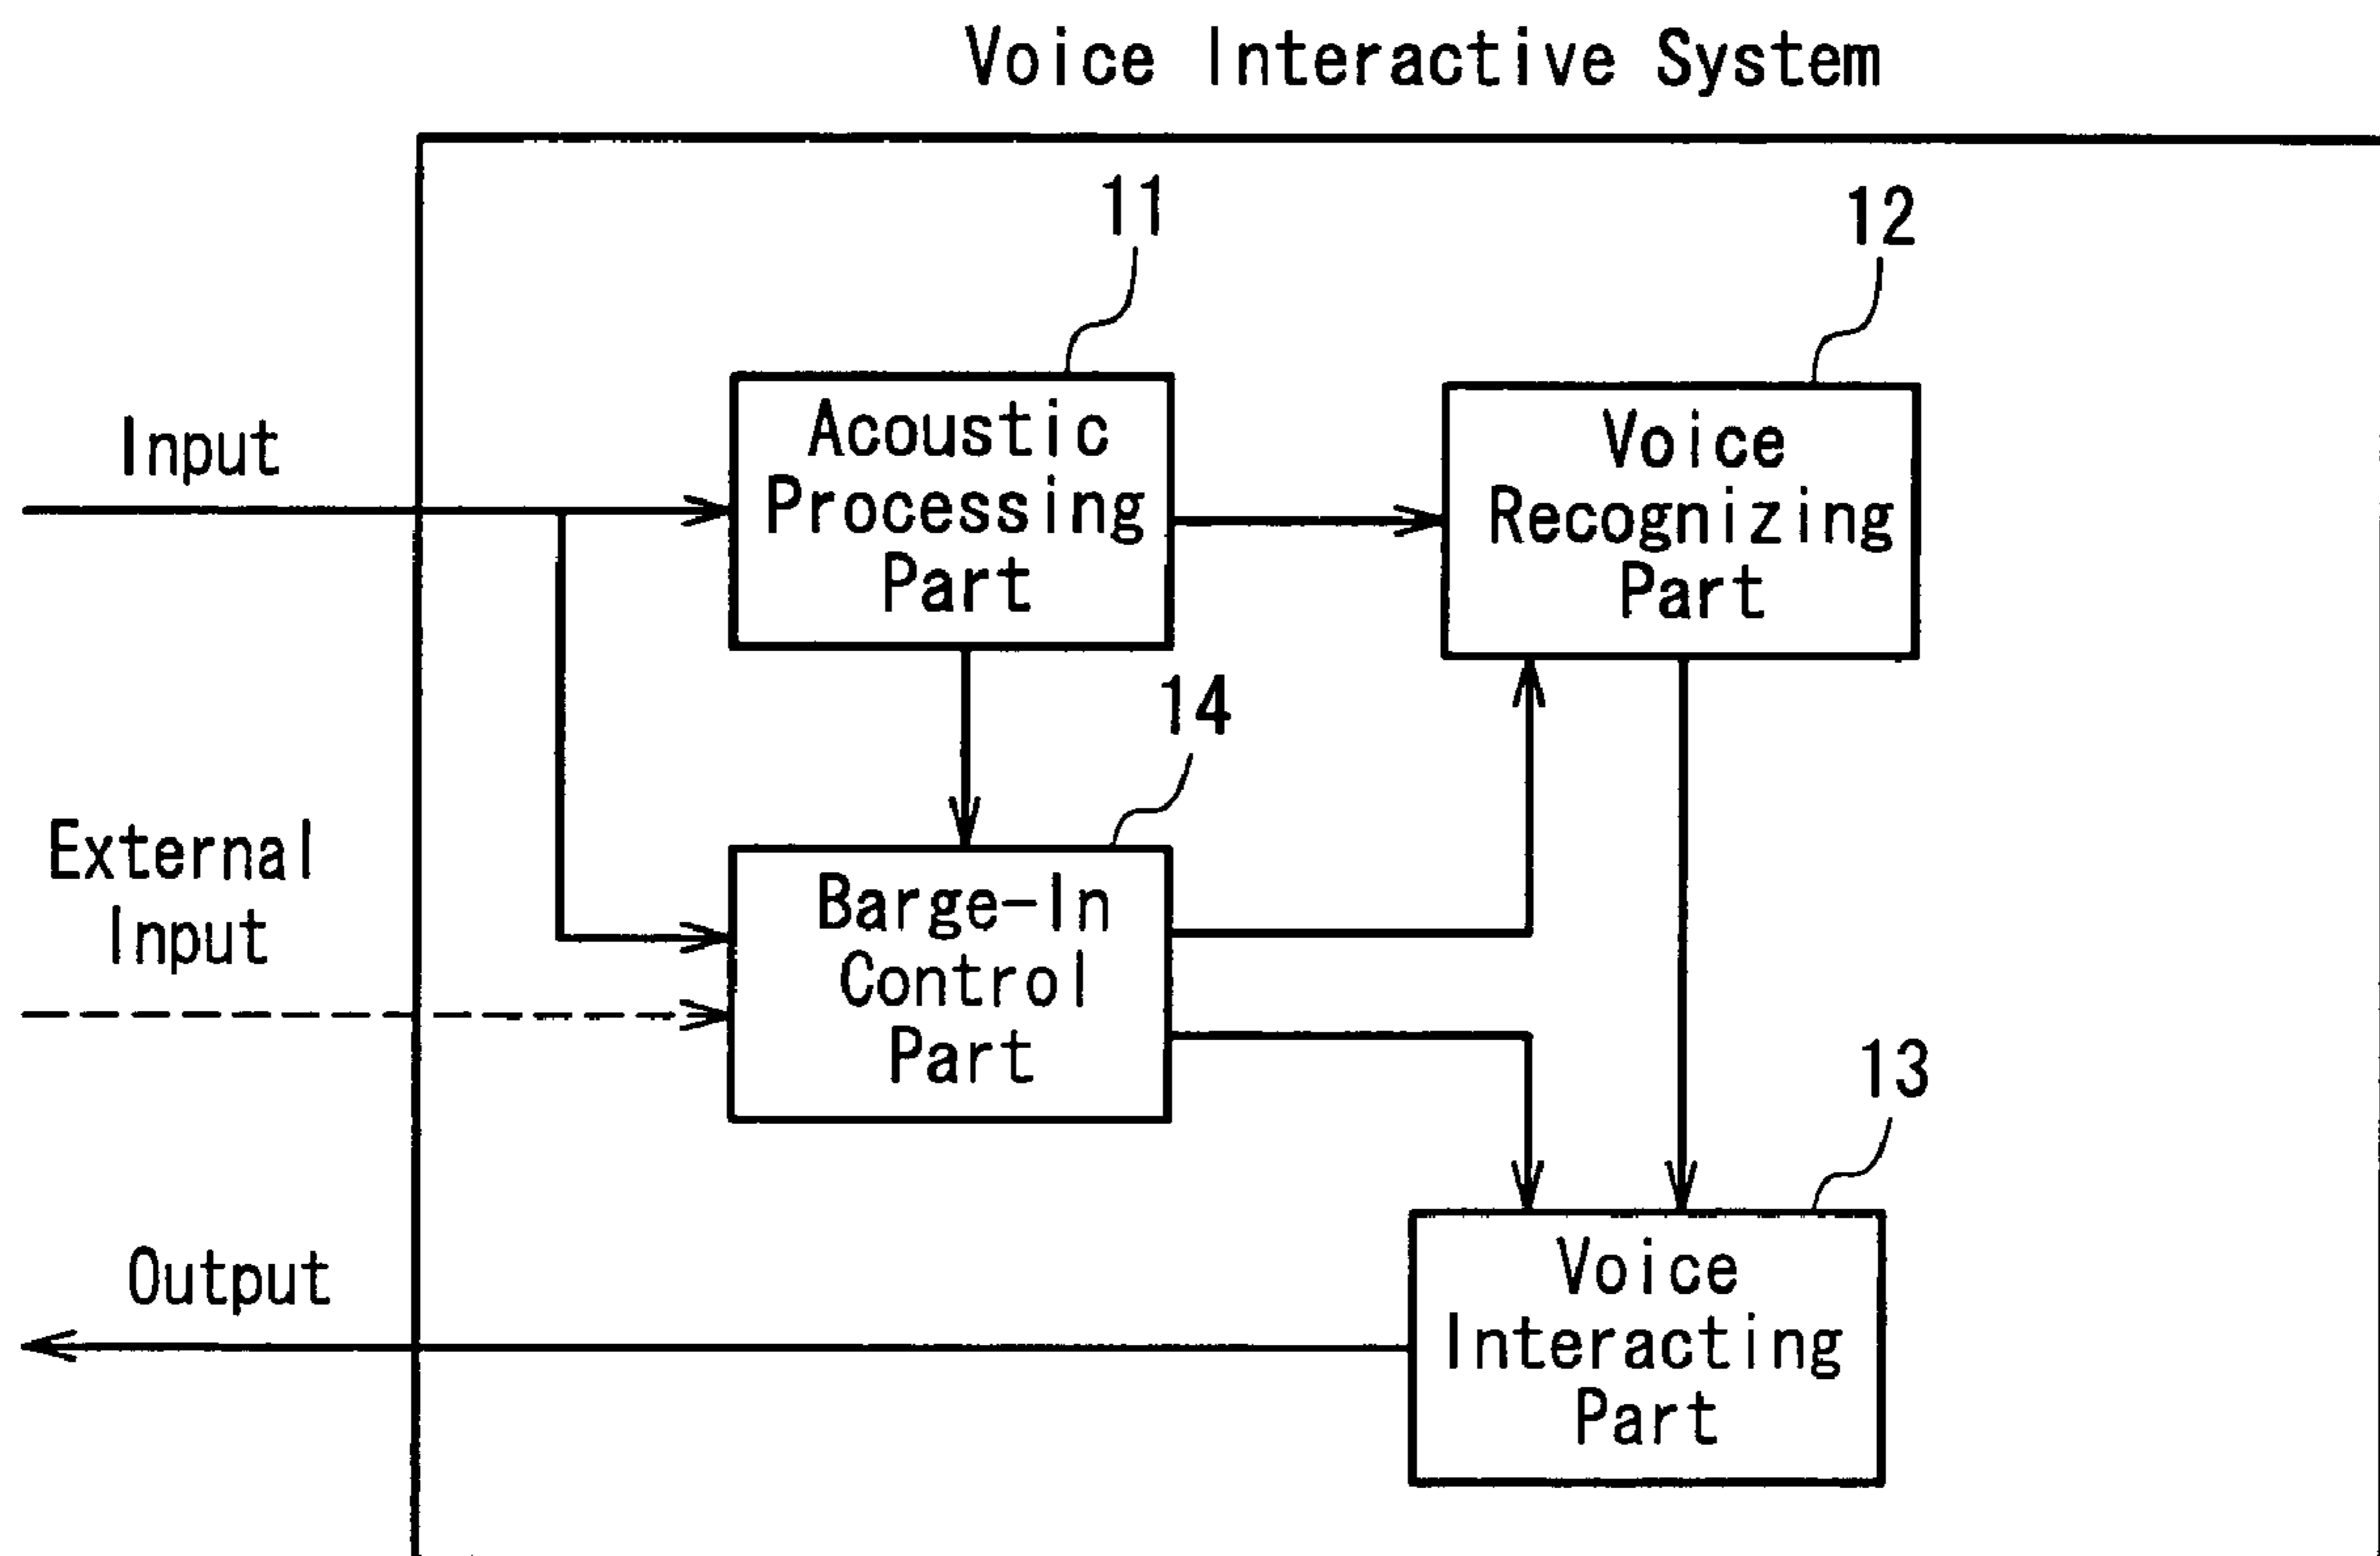 Voice Interactive System
11
12
Input
Acoustic
Processing
Part
Voice
Recognizing
Part
14
External
Input
Barge-In
Control
Part
13
Output
Voice
Interacting
Part